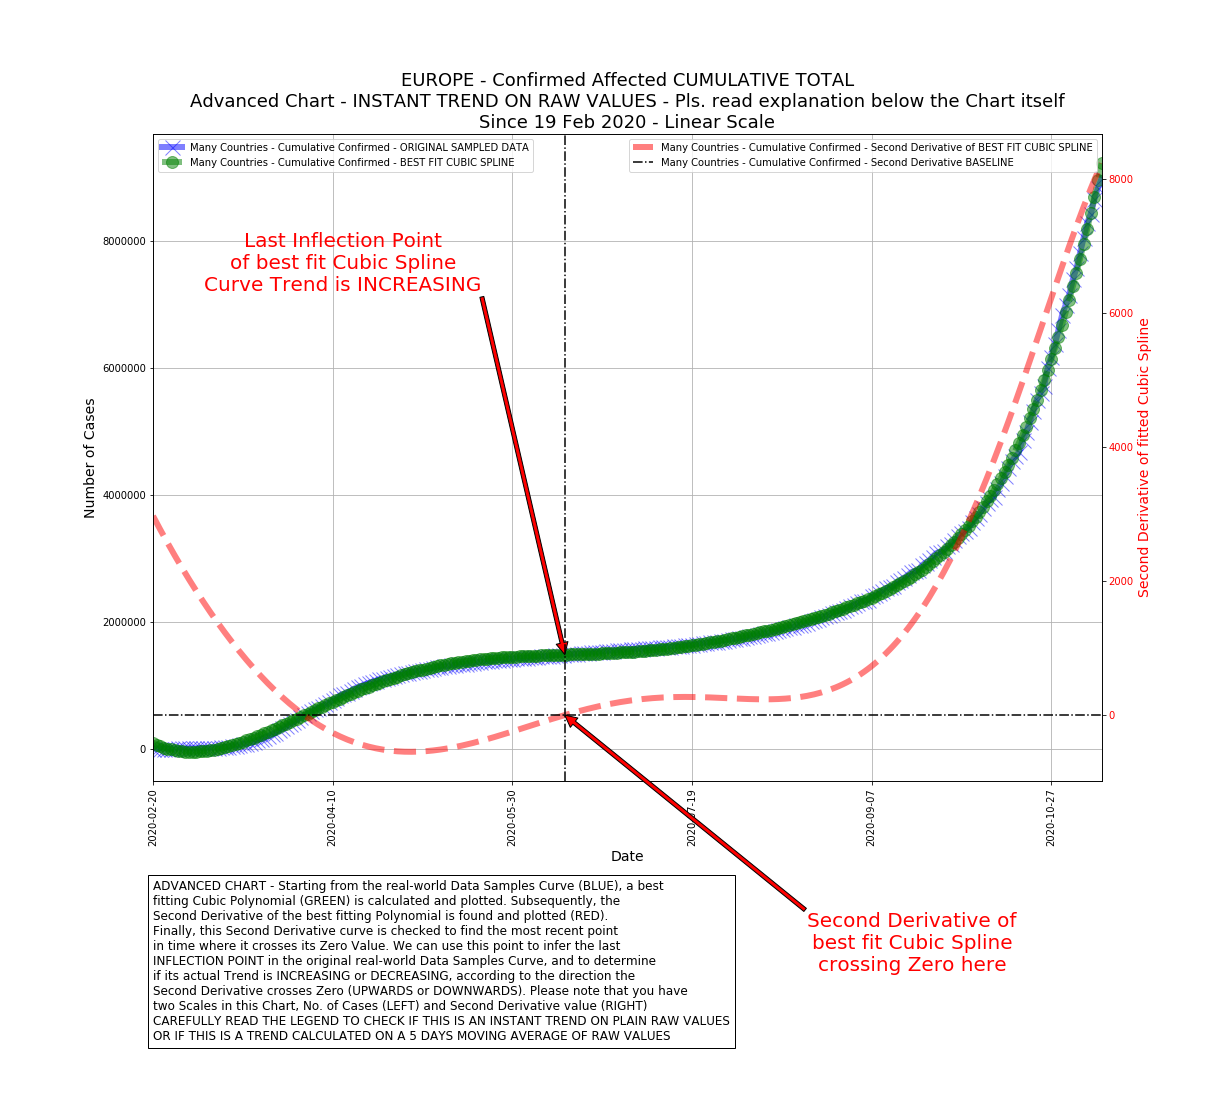 EUROPE - Confirmed Affected CUMULATIVE TOTAL
Advanced Chart - INSTANT TREND ON RAW VALUES - Pls. read explanation below the Chart itself
Since 19 Feb 2020 - Linear Scale
Many Countries - Cumulative Confirmed - ORIGINAL SAMPLED DATA
Many Countries - Cumulative Confirmed - BEST FIT CUBIC SPLINE
Many Countries - Cumulative Confirmed - Second Derivative of BEST FIT CUBIC SPLINE
Many Countries - Cumulative Confirmed - Second Derivative BASELINE
Last Inflection Point
of best fit Cubic Spline
Curve Trend is INCREASING
Number of Cases
8000000
6000000
4000000
2000000
0
8000
6000
4000
2000
0
Second Derivative of fitted Cubic Spline
2020-02-20
2020-04-10
2020-05-30
2020-07-19
2020-09-07
2020-10-27
Date
Second Derivative of
best fit Cubic Spline
crossing Zero here
ADVANCED CHART - Starting from the real-world Data Samples Curve (BLUE), a best
fitting Cubic Polynomial (GREEN) is calculated and plotted. Subsequently, the
Second Derivative of the best fitting Polynomial is found and plotted (RED).
Finally, this Second Derivative curve is checked to find the most recent point
in time where it crosses its Zero Value. We can use this point to infer the last
INFLECTION POINT in the original real-world Data Samples Curve, and to determine
if its actual Trend is INCREASING or DECREASING, according to the direction the
Second Derivative crosses Zero (UPWARDS or DOWNWARDS). Please note that you have
two Scales in this Chart, No. of Cases (LEFT) and Second Derivative value (RIGHT)
CAREFULLY READ THE LEGEND TO CHECK IF THIS IS AN INSTANT TREND ON PLAIN RAW VALUES
OR IF THIS IS A TREND CALCULATED ON A 5 DAYS MOVING AVERAGE OF RAW VALUES